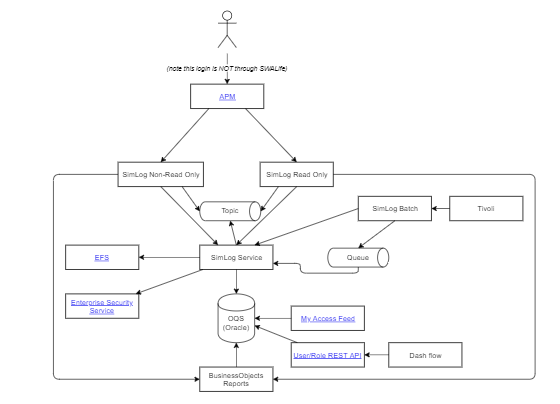 (note this login is NOT through SWALife)
APM
SimLog Non-Read Only
SimLog Read Only
Topic
SimLog Batch
Tivoli
EFS
SimLog Service
Queue
Enterprise Security
Service
OQS
(Oracle)
My Access Feed
User/Role REST API
Dash flow
BusinessObjects
Reports